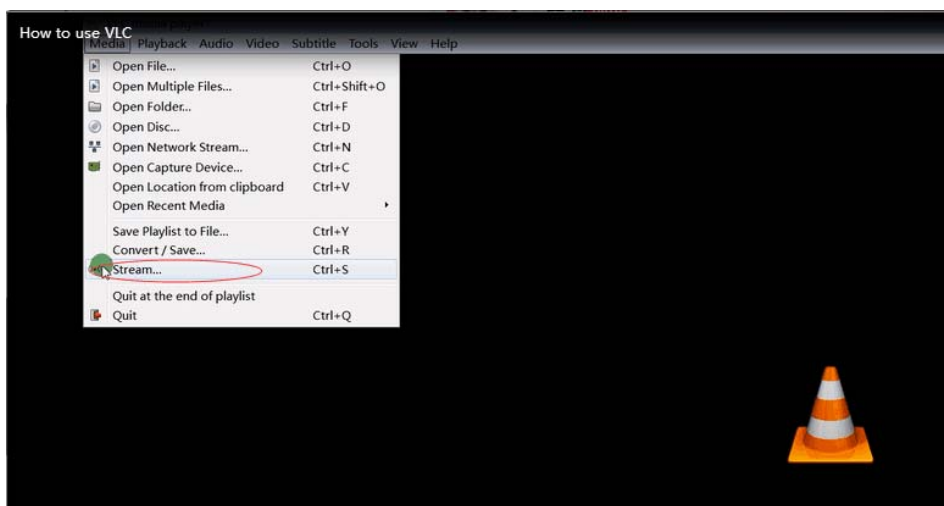 How to use VLC
Media Playback Audio Video Subtitle Tools View Help
Open File... Ctrl+O
Open Multiple Files... Ctrl+Shift+O
Open Folder... Ctrl+F
Open Disc... Ctrl+D
Open Network Stream... Ctrl+N
Open Capture Device... Ctrl+C
Open Location from clipboard Ctrl+V
Open Recent Media
Save Playlist to File... Ctrl+Y
Convert / Save... Ctrl+R
Stream... Ctrl+S
Quit at the end of playlist
Quit Ctrl+Q